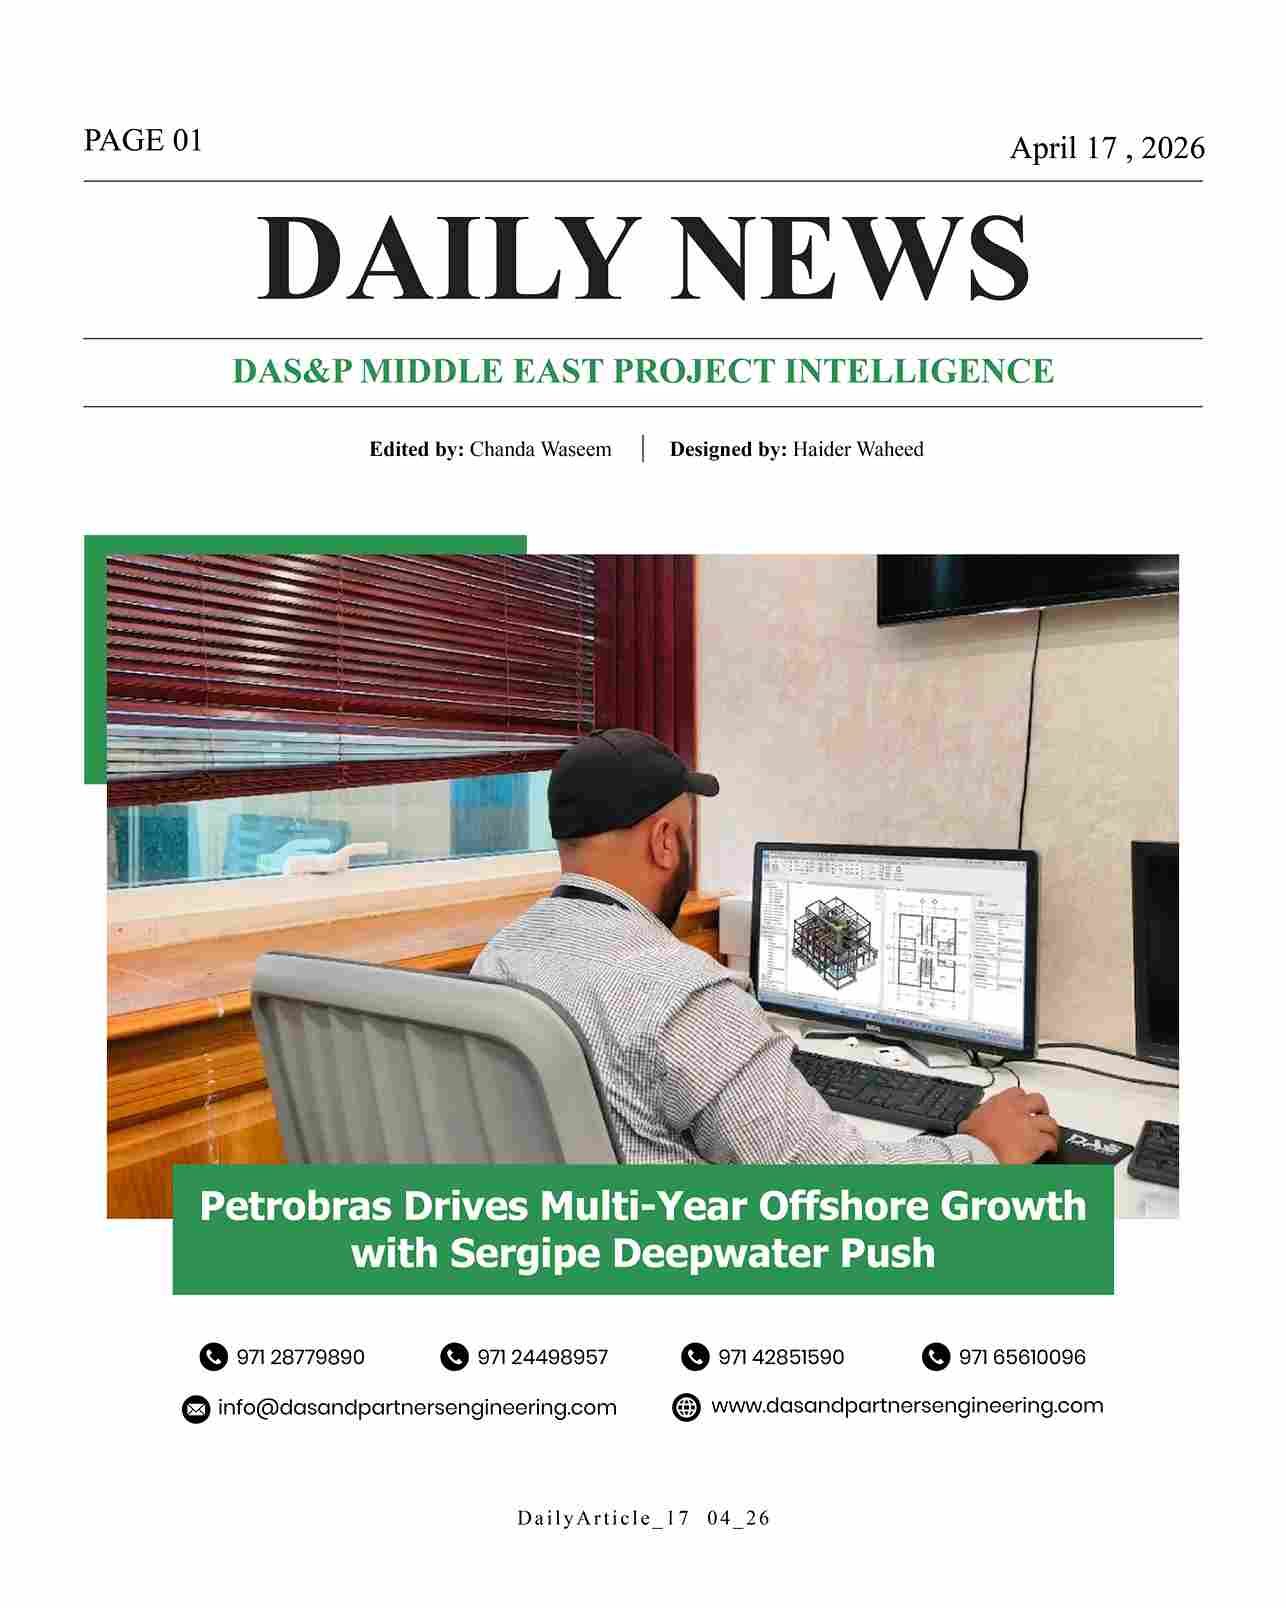 PAGE 01
April 17 , 2026
DAILY NEWS
DAS&P MIDDLE EAST PROJECT INTELLIGENCE
Edited by: Chanda Waseem | Designed by: Haider Waheed
DAS
Petrobras Drives Multi-Year Offshore Growth
with Sergipe Deepwater Push
971 28779890 971 24498957 971 42851590 971 65610096
info@dasandpartnersengineering.com www.dasandpartnersengineering.com
DailyArticle_17 04_26